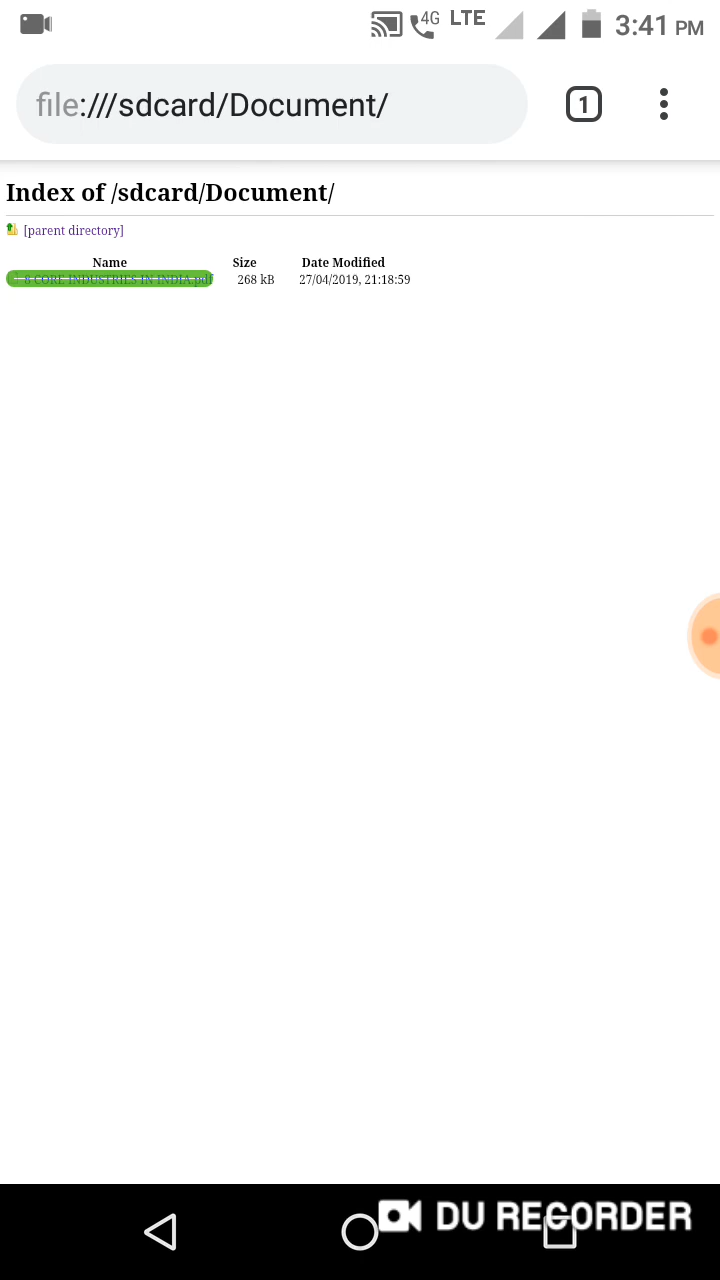 4G LTE 3:41 PM
file:///sdcard/Document/ 1
Index of /sdcard/Document/
[parent directory]
Name Size Date Modified
8 CORE INDUSTRIES IN INDIA.pdf 268 kB 27/04/2019, 21:18:59
DU RECORDER